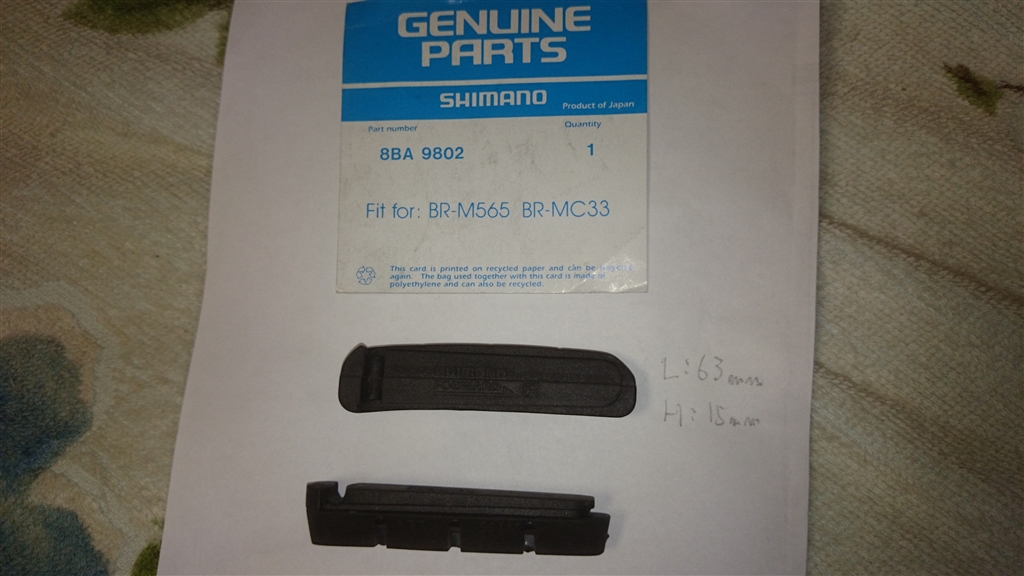 GENUINE
PARTS
SHIMANO
Product of Japan
Part number
Quantity
8BA 9802
1
Fit for: BR-M565 BR-MC33
This card is printed on recycled paper and can be recycled
again. The bag used together with this card is made of
polyethylene and can also be recycled.
L:63mm
H:15mm